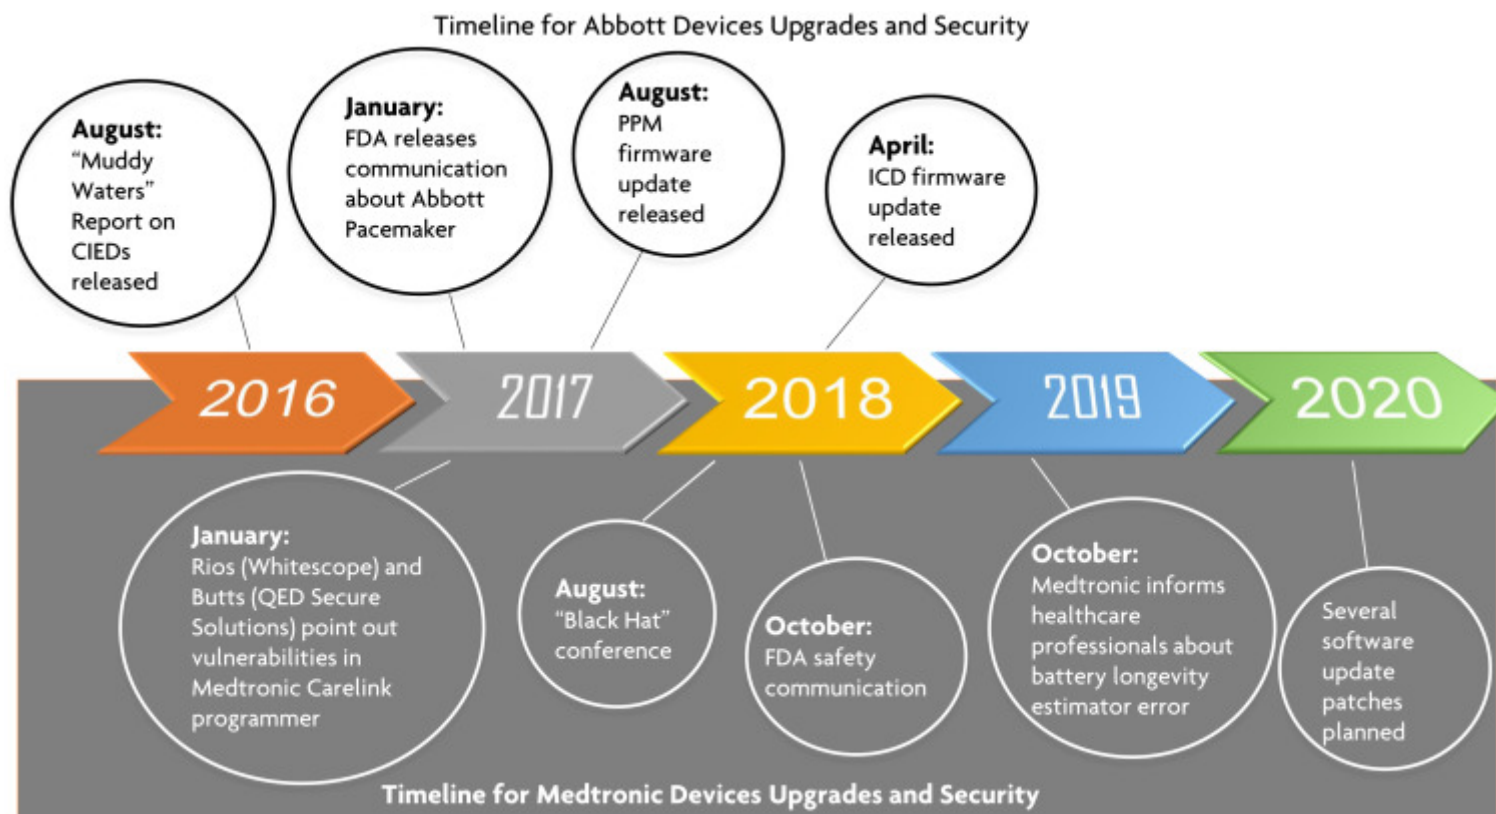 Timeline for Abbott Devices Upgrades and Security
August:
“Muddy
Waters”
Report on
CIEDs
released
January:
FDA releases
communication
about Abbott
Pacemaker
August:
PPM
firmware
update
released
April:
ICD firmware
update
released
2016
2017
2018
2019
2020
January:
Rios (Whitescope) and
Butts (QED Secure
Solutions) point out
vulnerabilities in
Medtronic Carelink
programmer
August:
“Black Hat”
conference
October:
FDA safety
communication
October:
Medtronic informs
healthcare
professionals about
battery longevity
estimator error
Several
software
update
patches
planned
Timeline for Medtronic Devices Upgrades and Security